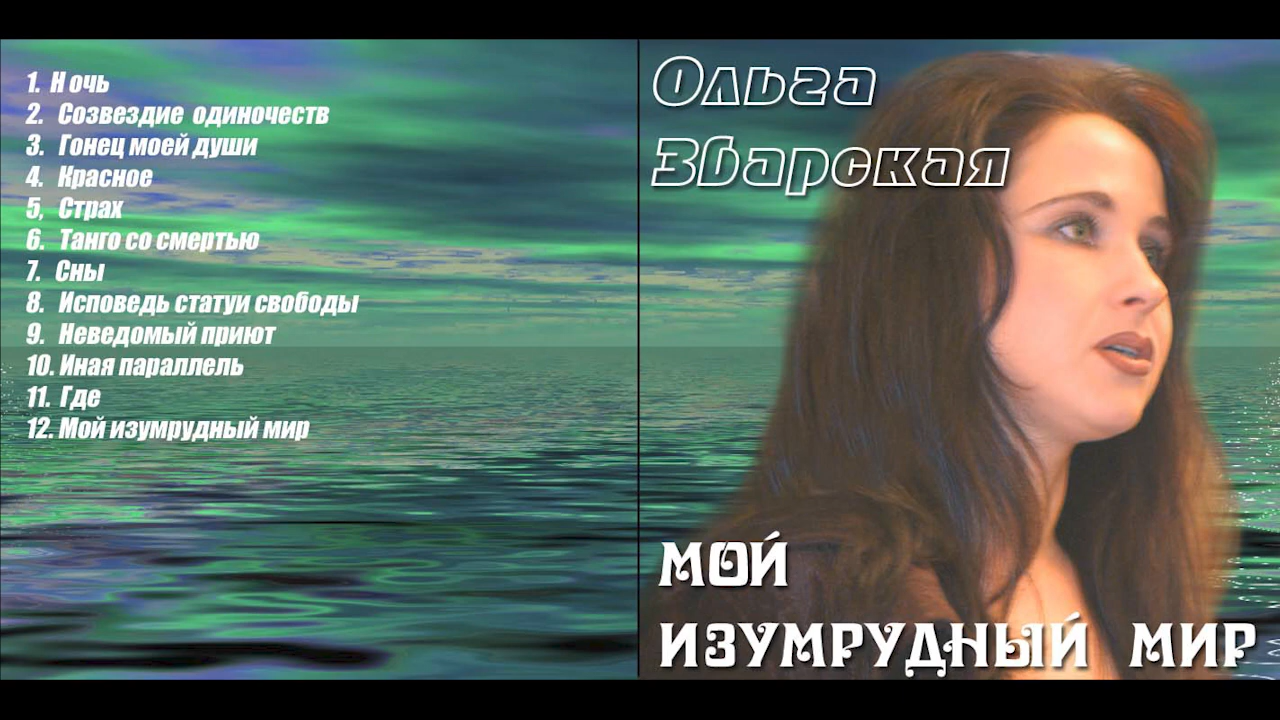 1. Н очь
2. Созвездие одиночеств
3. Гонец моей души
4. Красное
5, Страх
6. Танго со смертью
7. Сны
8. Исповедь статуи свободы
9. Неведомый приют
10. Иная параллель
11. Где
12. Мой изумрудный мир
Ольга
Збарская
МОЙ
ИЗУМРУДНЫЙ МИР